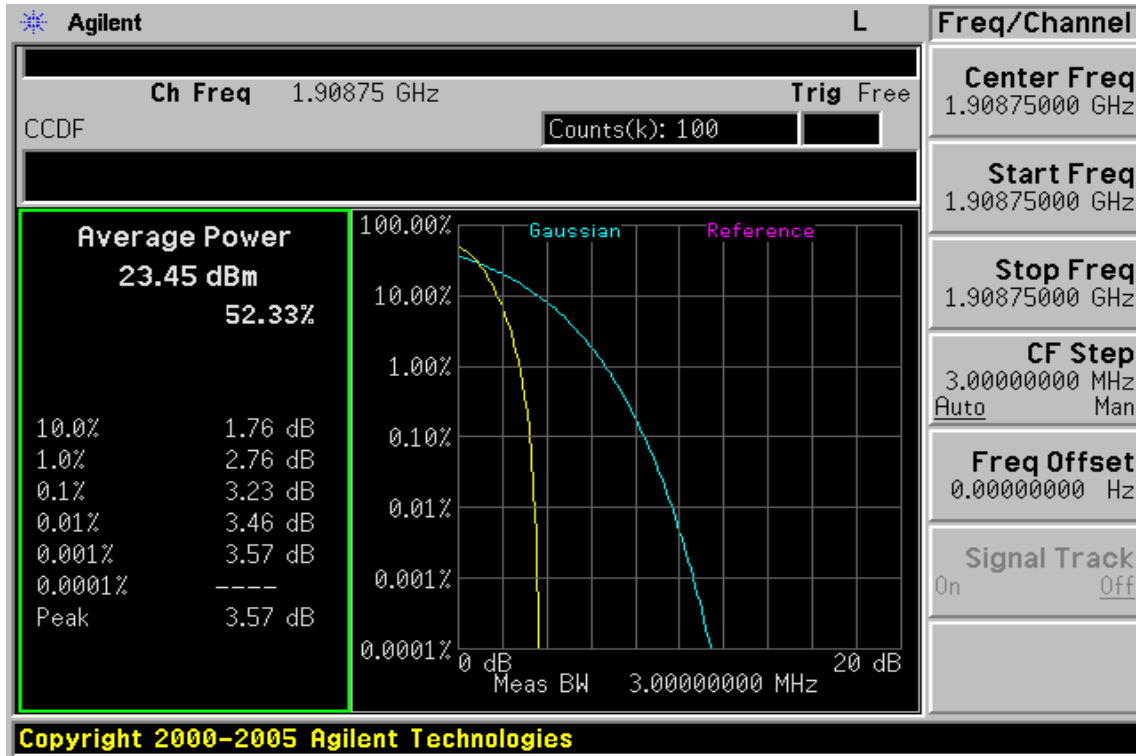 Agilent L Freq/Channel
Ch Freq 1.90875 GHz Trig Free
CCDF Counts(k): 100
Average Power
23.45 dBm
52.33%
10.0% 1.76 dB
1.0% 2.76 dB
0.1% 3.23 dB
0.01% 3.46 dB
0.001% 3.57 dB
0.0001% ----
Peak 3.57 dB
Gaussian Reference
100.00%
10.00%
1.00%
0.10%
0.01%
0.001%
0.0001%
0 dB 20 dB
Meas BW 3.00000000 MHz
Center Freq
1.90875000 GHz
Start Freq
1.90875000 GHz
Stop Freq
1.90875000 GHz
CF Step
3.00000000 MHz
Auto Man
Freq Offset
0.00000000 Hz
Signal Track
On Off
Copyright 2000-2005 Agilent Technologies